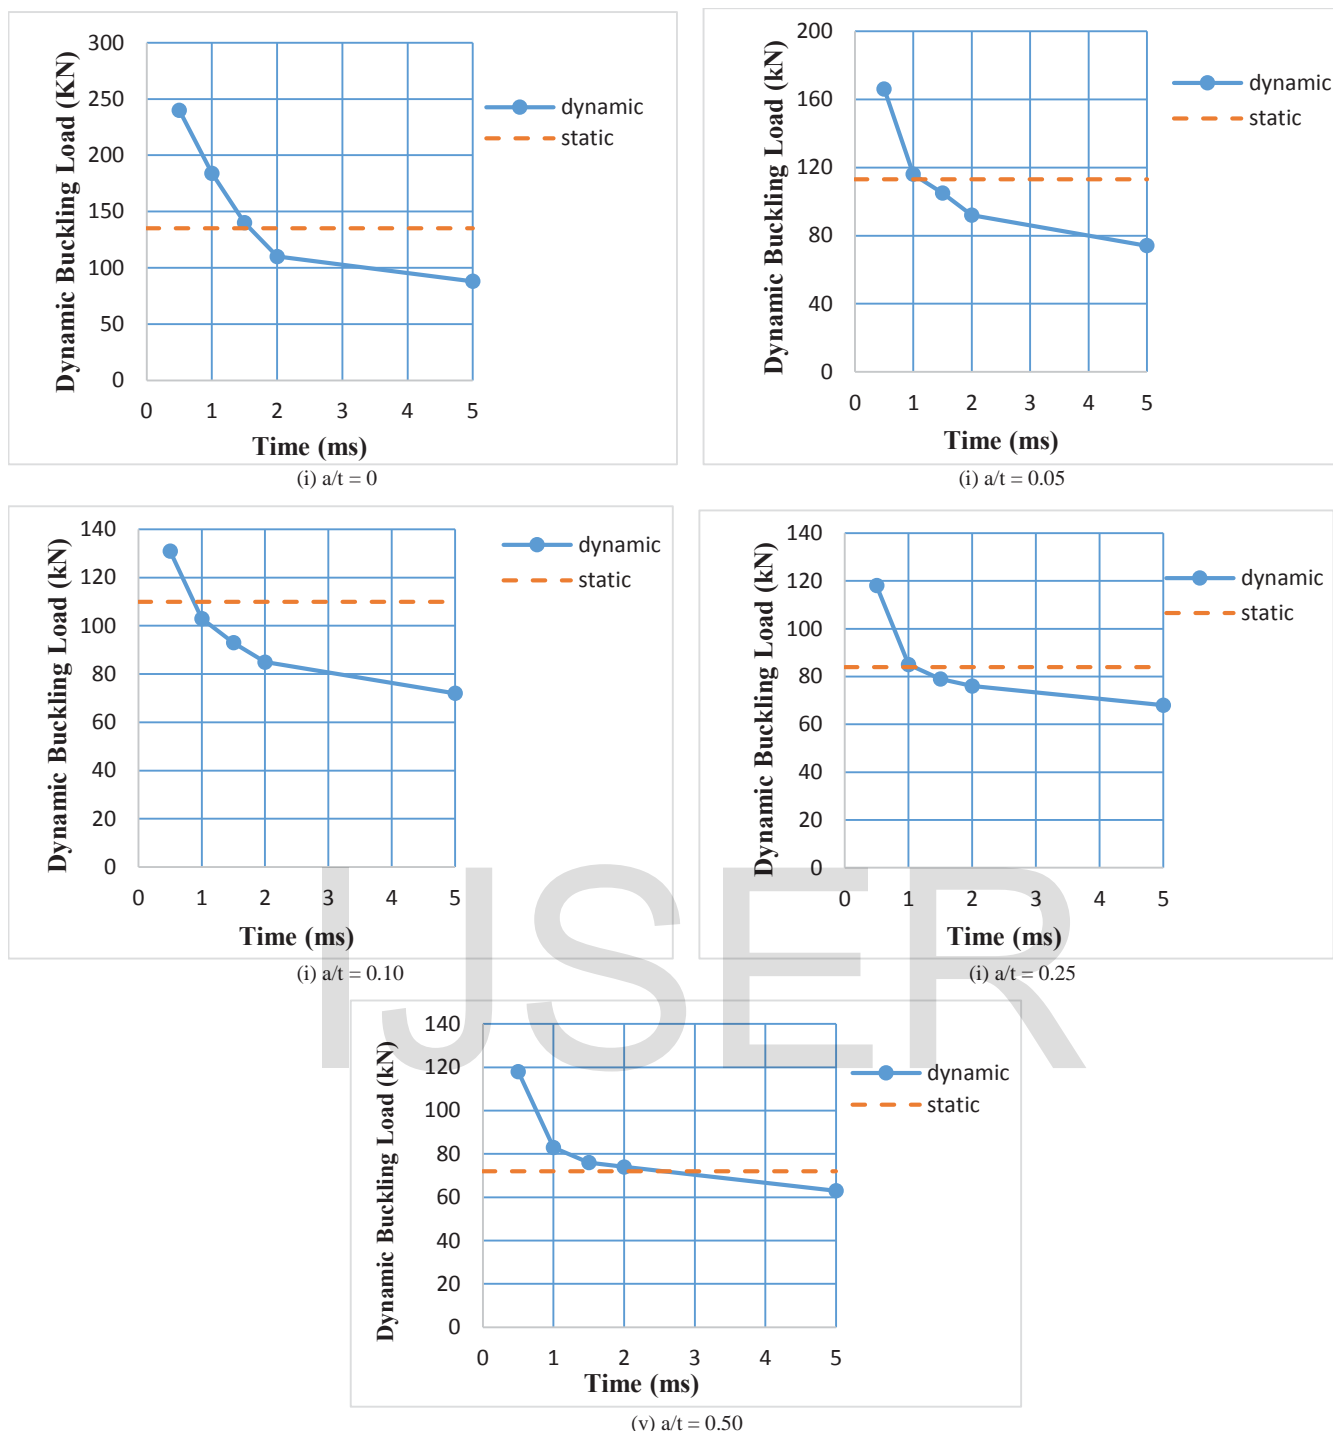 Dynamic Buckling Load (KN)
300
250
200
150
100
50
0
0 1 2 3 4 5
Time (ms)
dynamic
static
(i) a/t = 0
Dynamic Buckling Load (kN)
200
160
120
80
40
0
0 1 2 3 4 5
Time (ms)
dynamic
static
(i) a/t = 0.05
Dynamic Buckling Load (kN)
140
120
100
80
60
40
20
0
0 1 2 3 4 5
Time (ms)
dynamic
static
(i) a/t = 0.10
Dynamic Buckling Load (kN)
140
120
100
80
60
40
20
0
0 1 2 3 4 5
Time (ms)
dynamic
static
(i) a/t = 0.25
IJSER
Dynamic Buckling Load (kN)
140
120
100
80
60
40
20
0
0 1 2 3 4 5
Time (ms)
dynamic
static
(v) a/t = 0.50